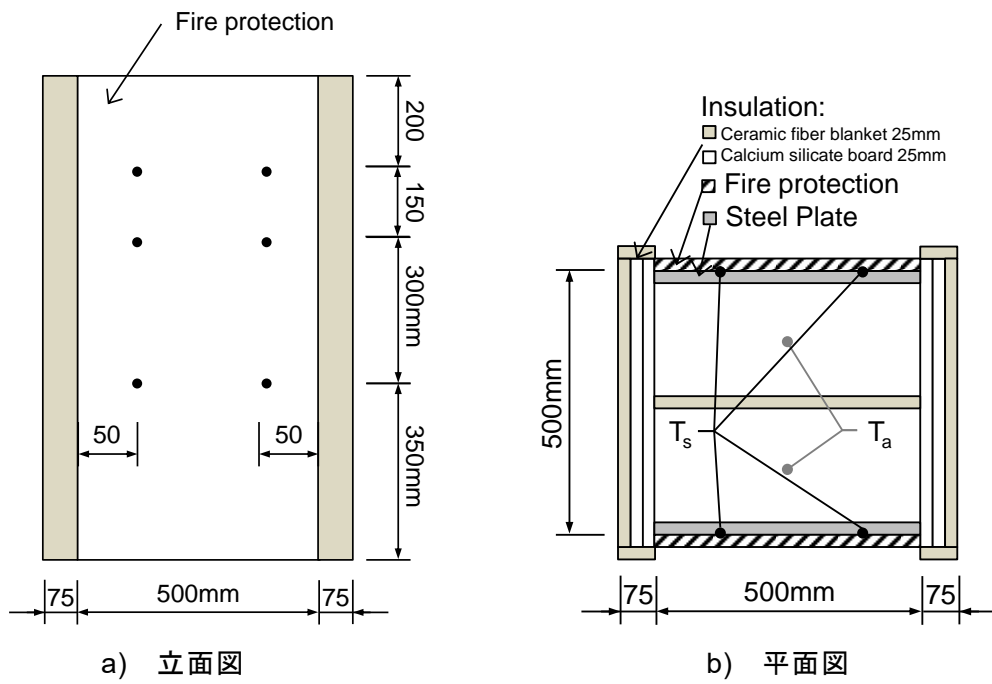 Fire protection
200
150
300mm
350mm
50
50
75
500mm
75
a) 立面図
Insulation:
Ceramic fiber blanket 25mm
Calcium silicate board 25mm
Fire protection
Steel Plate
500mm
Ts
Ta
75
500mm
75
b) 平面図